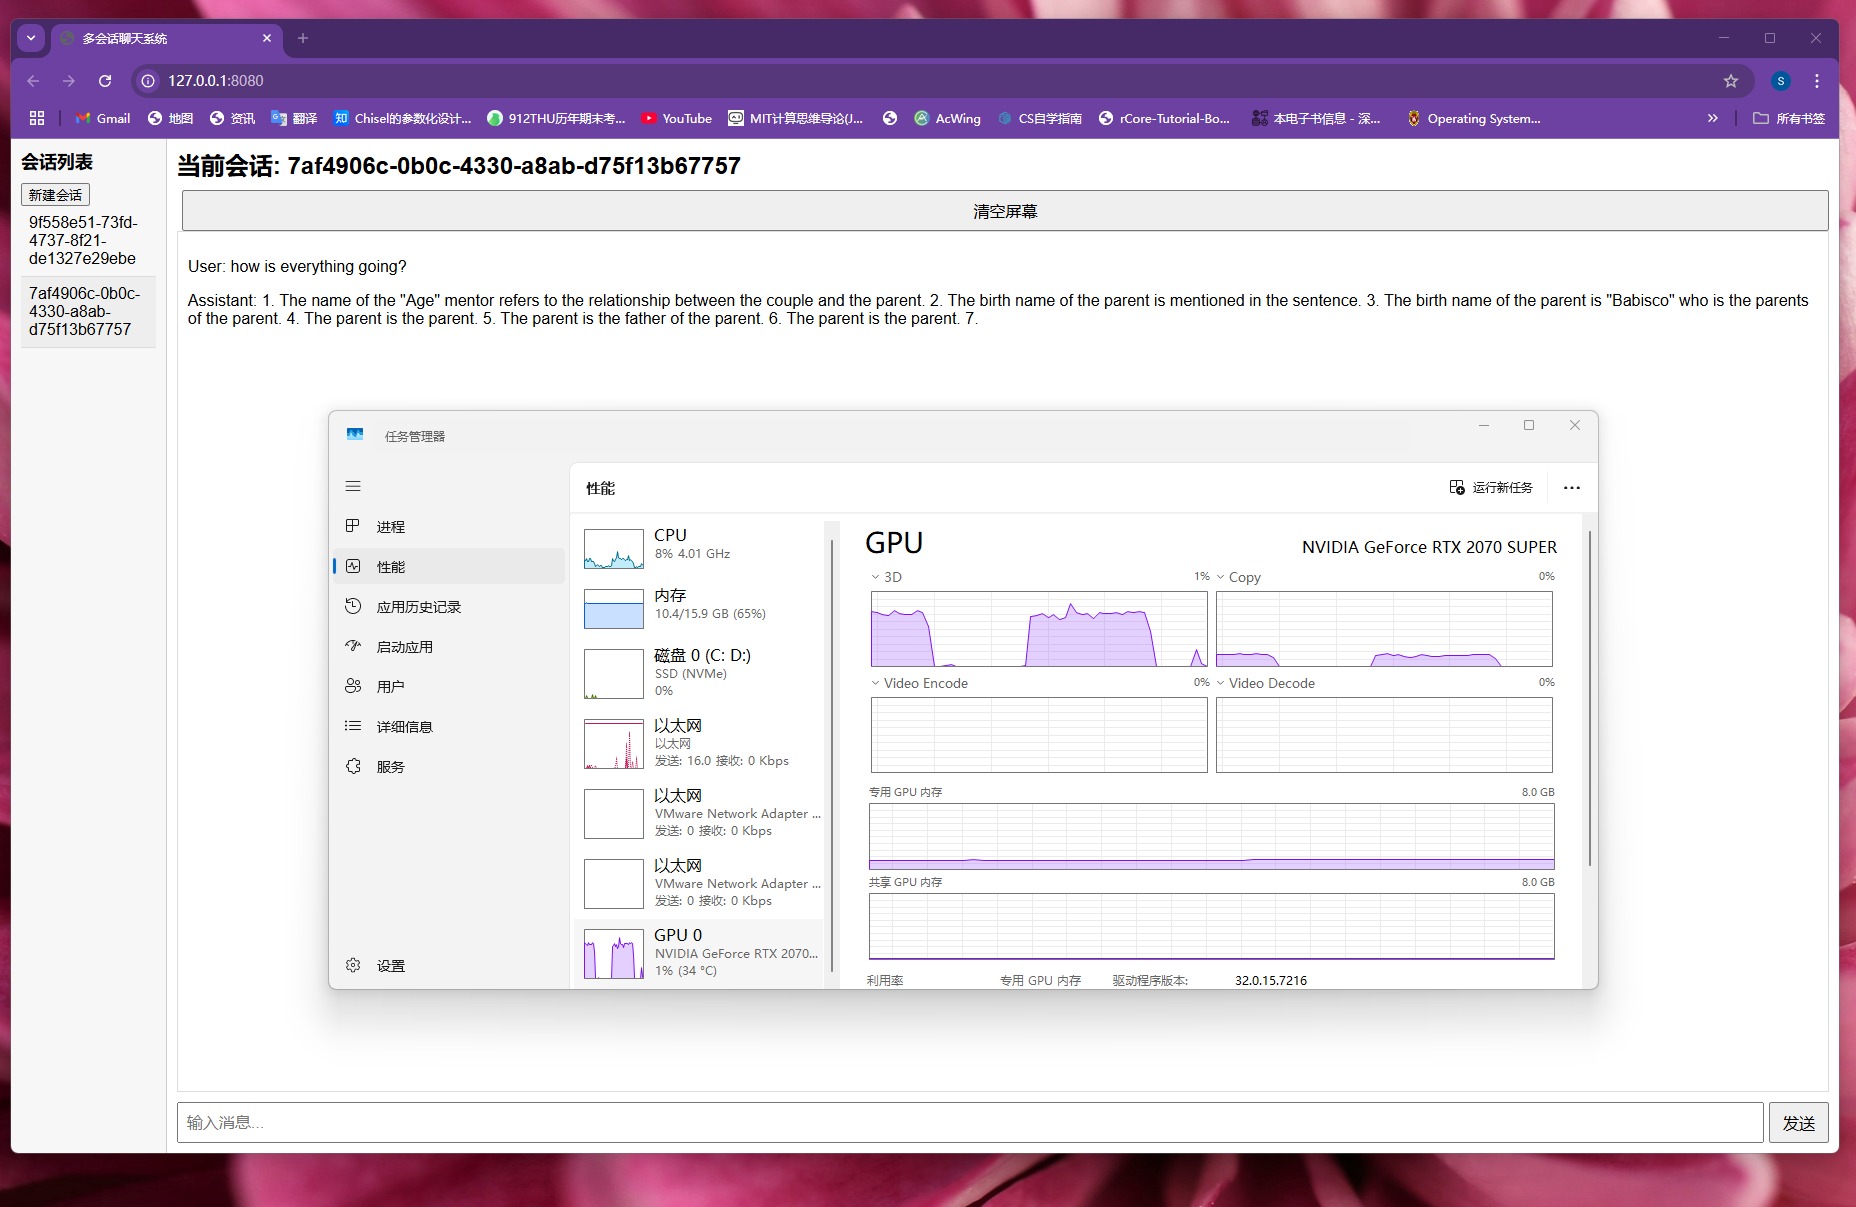 多会话聊天系统
127.0.0.1:8080
Gmail
地图
资讯
翻译
Chisel的参数化设计...
912THU历年期末考...
YouTube
MIT计算思维导论(J...
AcWing
CS自学指南
rCore-Tutorial-Bo...
本电子书信息 - 深...
Operating System...
所有书签
S
会话列表
新建会话
9f558e51-73fd-
4737-8f21-
de1327e29ebe
7af4906c-0b0c-
4330-a8ab-
d75f13b67757
当前会话: 7af4906c-0b0c-4330-a8ab-d75f13b67757
清空屏幕
User: how is everything going?
Assistant: 1. The name of the "Age" mentor refers to the relationship between the couple and the parent. 2. The birth name of the parent is mentioned in the sentence. 3. The birth name of the parent is "Babisco" who is the parents
of the parent. 4. The parent is the parent. 5. The parent is the father of the parent. 6. The parent is the parent. 7.
任务管理器
进程
性能
应用历史记录
启动应用
用户
详细信息
服务
设置
性能
运行新任务
CPU
8% 4.01 GHz
内存
10.4/15.9 GB (65%)
磁盘 0 (C: D:)
SSD (NVMe)
0%
以太网
以太网
发送: 16.0 接收: 0 Kbps
以太网
VMware Network Adapter ...
发送: 0 接收: 0 Kbps
以太网
VMware Network Adapter ...
发送: 0 接收: 0 Kbps
GPU 0
NVIDIA GeForce RTX 2070...
1% (34 °C)
GPU
NVIDIA GeForce RTX 2070 SUPER
3D 1%
Copy 0%
Video Encode 0%
Video Decode 0%
专用 GPU 内存 8.0 GB
共享 GPU 内存 8.0 GB
利用率
专用 GPU 内存
驱动程序版本: 32.0.15.7216
输入消息...
发送